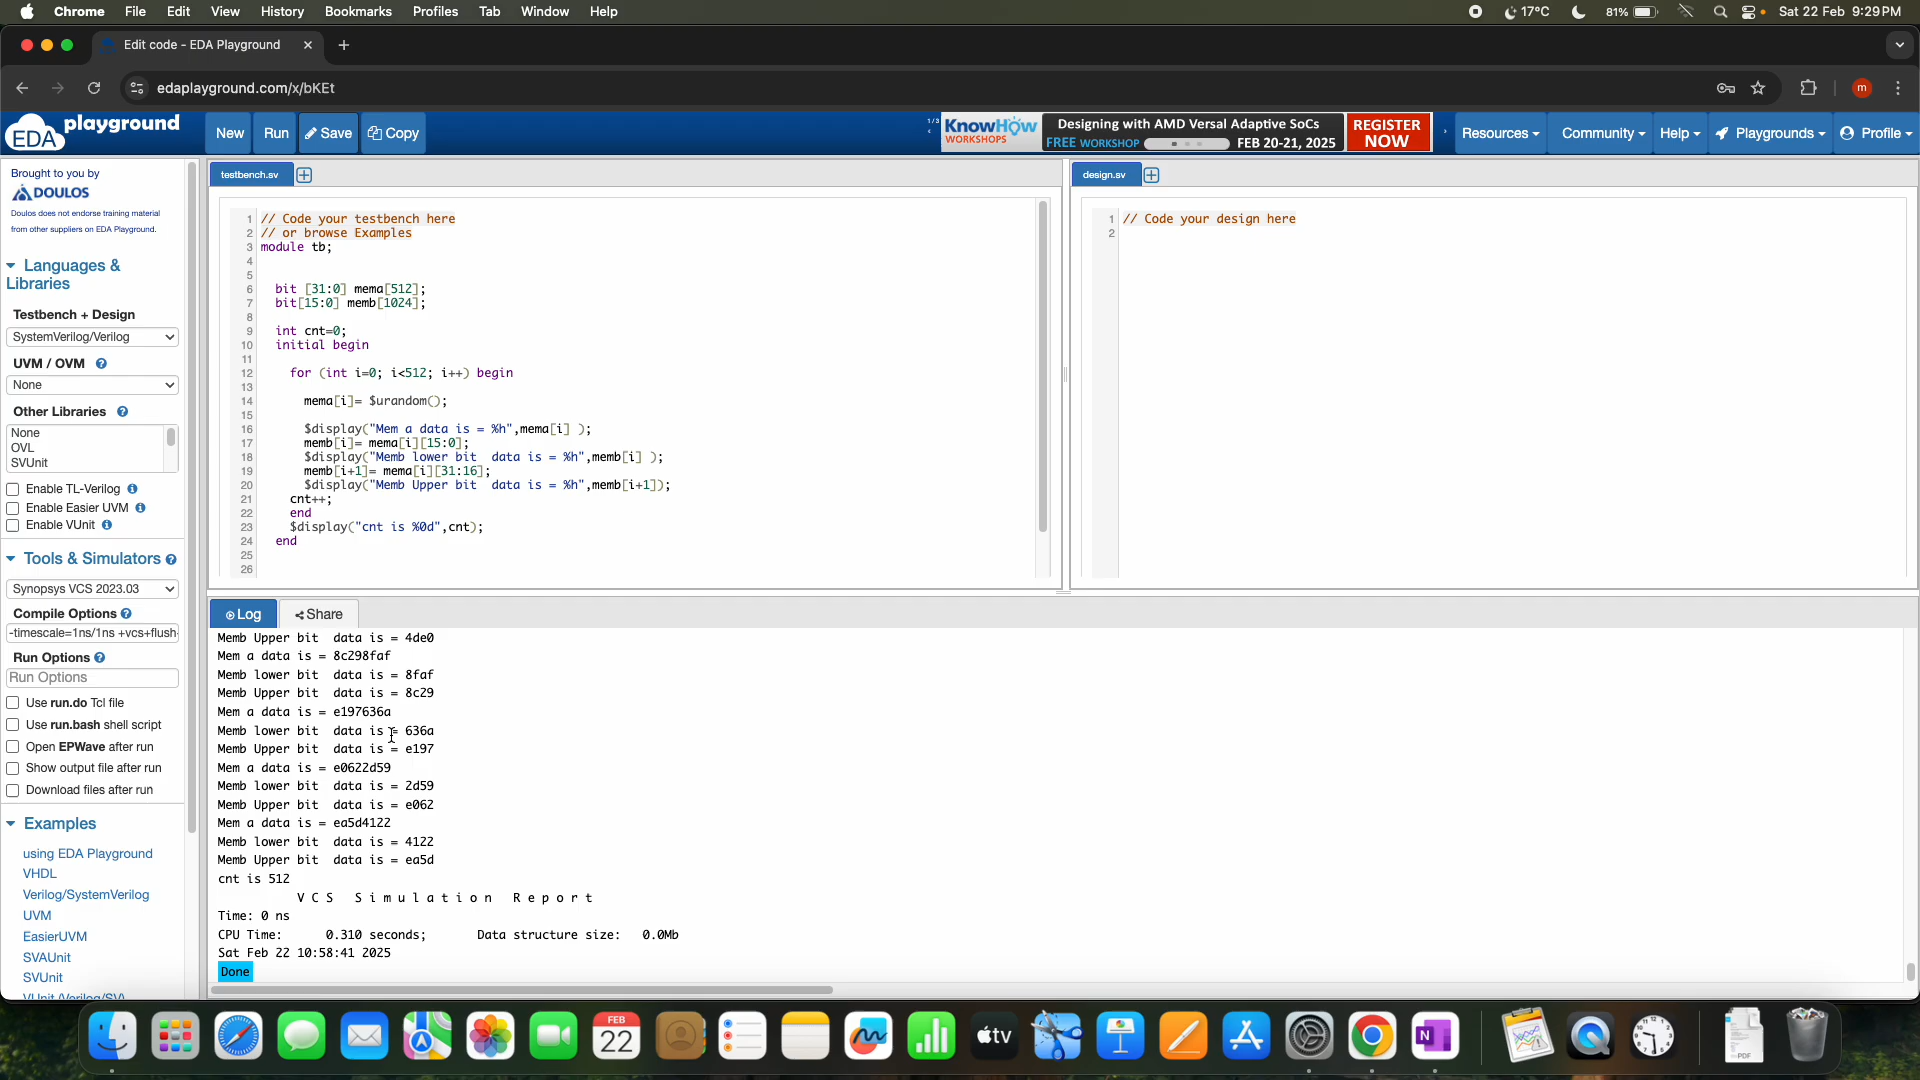 Chrome File Edit View History Bookmarks Profiles Tab Window Help
17°C 81% Sat 22 Feb 9:29 PM
Edit code - EDA Playground
edaplayground.com/x/bKEt
m
EDA playground
New Run Save Copy
1/3
KnowHow WORKSHOPS
Designing with AMD Versal Adaptive SoCs
FREE WORKSHOP FEB 20-21, 2025
REGISTER NOW
Resources Community Help Playgrounds Profile
Brought to you by
DOULOS
Doulos does not endorse training material
from other suppliers on EDA Playground.
Languages &
Libraries
Testbench + Design
SystemVerilog/Verilog
UVM / OVM
None
Other Libraries
None
OVL
SVUnit
Enable TL-Verilog
Enable Easier UVM
Enable VUnit
Tools & Simulators
Synopsys VCS 2023.03
Compile Options
-timescale=1ns/1ns +vcs+flush
Run Options
Run Options
Use run.do Tcl file
Use run.bash shell script
Open EPWave after run
Show output file after run
Download files after run
Examples
using EDA Playground
VHDL
Verilog/SystemVerilog
UVM
EasierUVM
SVAUnit
SVUnit
VUnit (Verilog/SV)
testbench.sv
1 // Code your testbench here
2 // or browse Examples
3 module tb;
4
5
6 bit [31:0] mema[512];
7 bit[15:0] memb[1024];
8
9 int cnt=0;
10 initial begin
11
12 for (int i=0; i<512; i++) begin
13
14 mema[i]= $urandom();
15
16 $display("Mem a data is = %h",mema[i] );
17 memb[i]= mema[i][15:0];
18 $display("Memb lower bit  data is = %h",memb[i] );
19 memb[i+1]= mema[i][31:16];
20 $display("Memb Upper bit  data is = %h",memb[i+1]);
21 cnt++;
22 end
23 $display("cnt is %0d",cnt);
24 end
25
26
design.sv
1 // Code your design here
2
Log Share
Memb Upper bit  data is = 4de0
Mem a data is = 8c298faf
Memb lower bit  data is = 8faf
Memb Upper bit  data is = 8c29
Mem a data is = e197636a
Memb lower bit  data is = 636a
Memb Upper bit  data is = e197
Mem a data is = e0622d59
Memb lower bit  data is = 2d59
Memb Upper bit  data is = e062
Mem a data is = ea5d4122
Memb lower bit  data is = 4122
Memb Upper bit  data is = ea5d
cnt is 512
V C S   S i m u l a t i o n   R e p o r t
Time: 0 ns
CPU Time:      0.310 seconds;       Data structure size:   0.0Mb
Sat Feb 22 10:58:41 2025
Done
FEB
22
tv
N
PDF